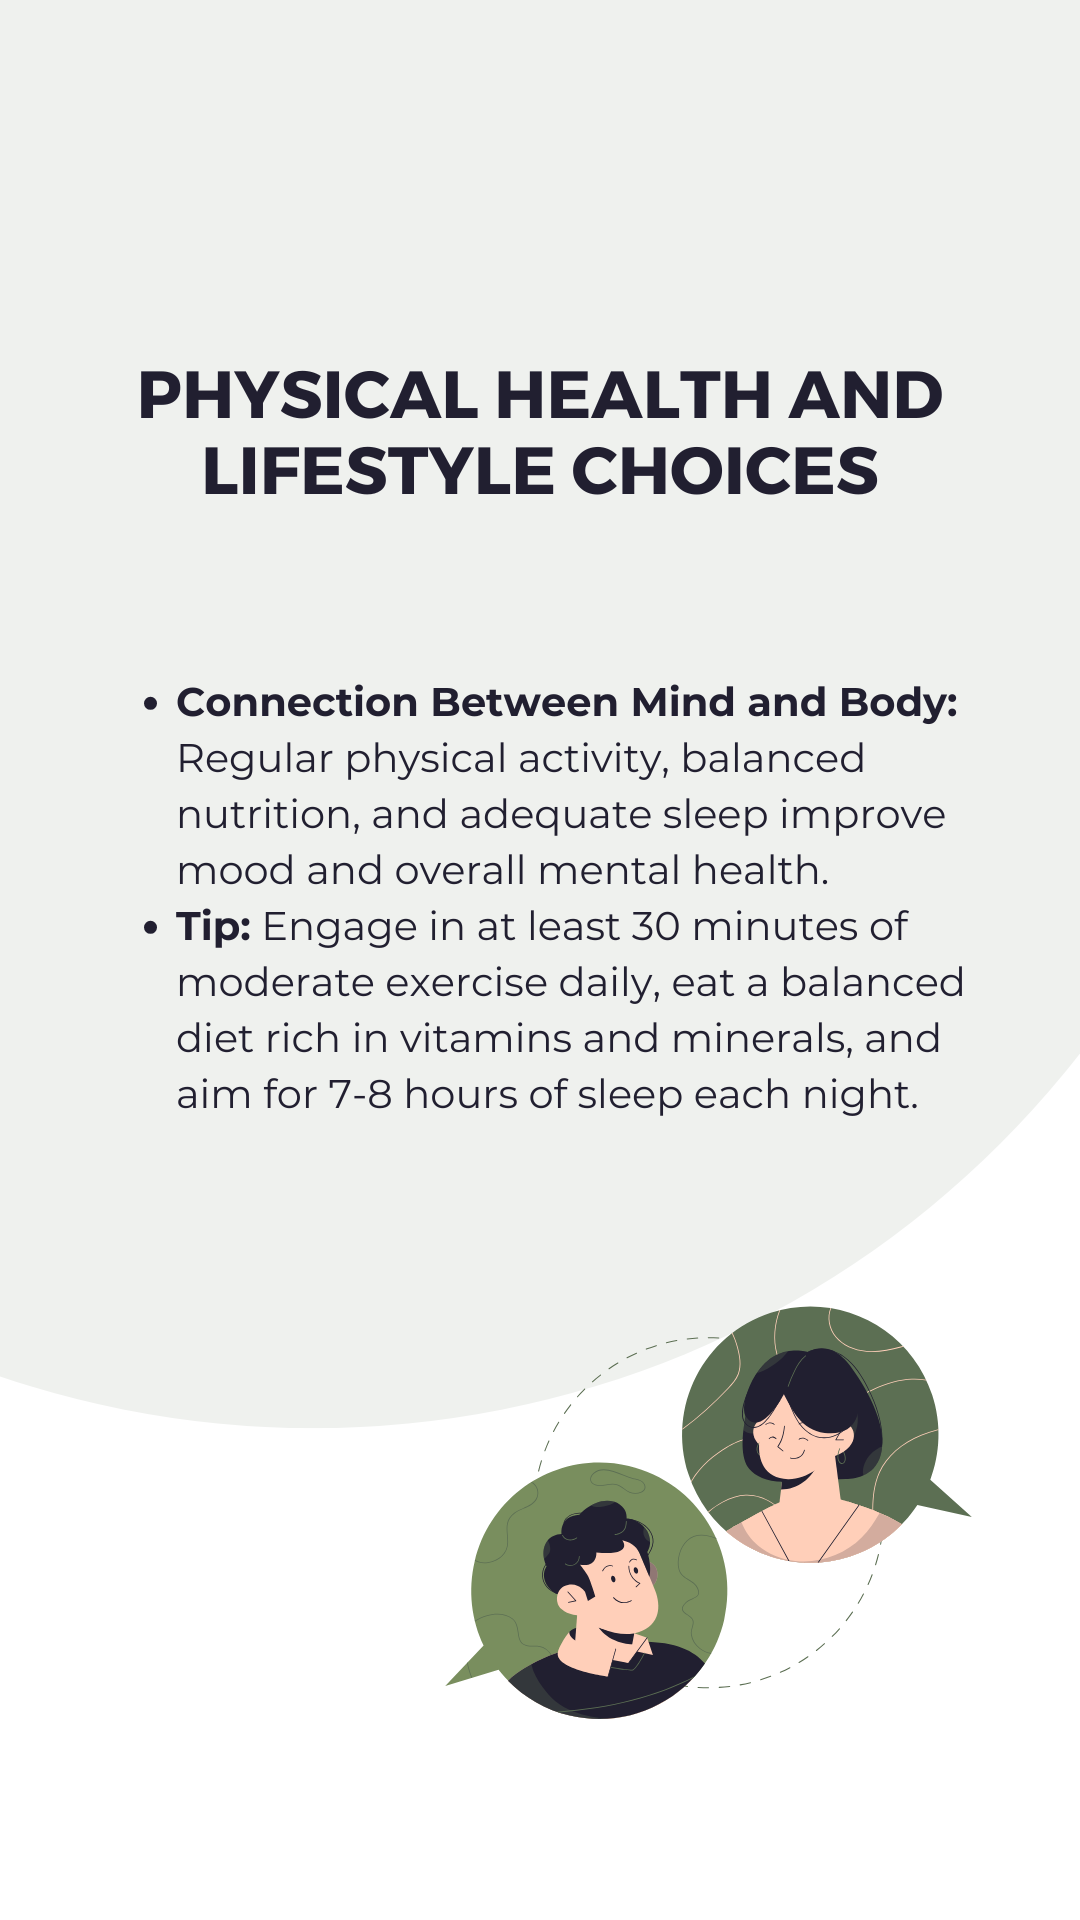 PHYSICAL HEALTH AND
LIFESTYLE CHOICES
• Connection Between Mind and Body:
Regular physical activity, balanced
nutrition, and adequate sleep improve
mood and overall mental health.
• Tip: Engage in at least 30 minutes of
moderate exercise daily, eat a balanced
diet rich in vitamins and minerals, and
aim for 7-8 hours of sleep each night.